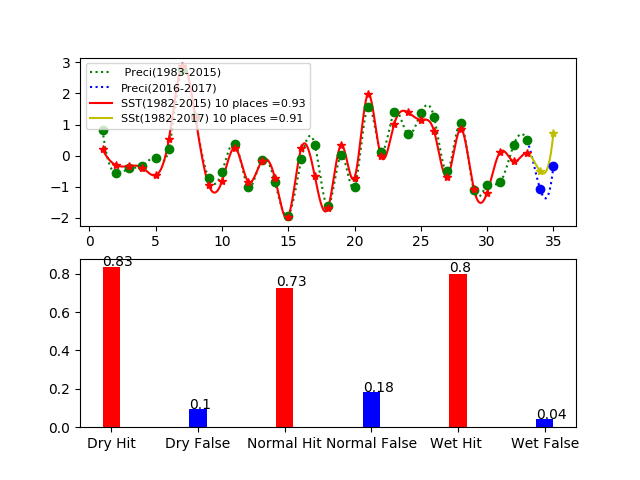 3
2
1
0
−1
−2
Preci(1983-2015)
Preci(2016-2017)
SST(1982-2015) 10 places =0.93
SSt(1982-2017) 10 places =0.91
0 5 10 15 20 25 30 35
0.8
0.6
0.4
0.2
0.0
0.83 0.1 0.73 0.18 0.8 0.04
Dry Hit Dry False Normal Hit Normal False Wet Hit Wet False